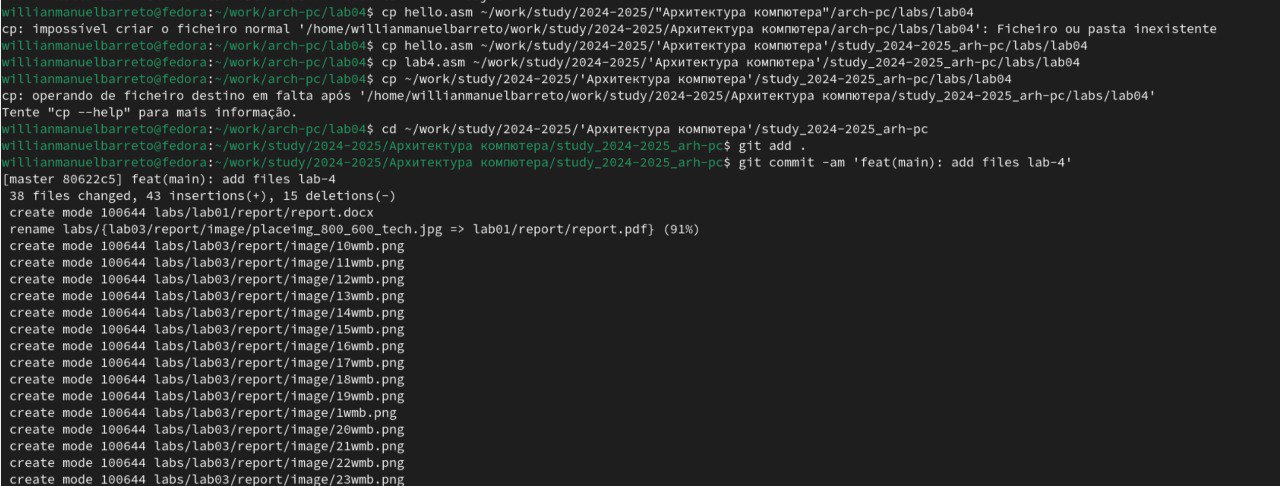 willianmanuelbarreto@fedora:~/work/arch-pc/lab04$ cp hello.asm ~/work/study/2024-2025/"Архитектура компютера"/arch-pc/labs/lab04
cp: impossível criar o ficheiro normal '/home/willianmanuelbarreto/work/study/2024-2025/Архитектура компютера/arch-pc/labs/lab04': Ficheiro ou pasta inexistente
willianmanuelbarreto@fedora:~/work/arch-pc/lab04$ cp hello.asm ~/work/study/2024-2025/'Архитектура компютера'/study_2024-2025_arh-pc/labs/lab04
willianmanuelbarreto@fedora:~/work/arch-pc/lab04$ cp lab4.asm ~/work/study/2024-2025/'Архитектура компютера'/study_2024-2025_arh-pc/labs/lab04
willianmanuelbarreto@fedora:~/work/arch-pc/lab04$ cp ~/work/study/2024-2025/'Архитектура компютера'/study_2024-2025_arh-pc/labs/lab04
cp: operando de ficheiro destino em falta após '/home/willianmanuelbarreto/work/study/2024-2025/Архитектура компютера/study_2024-2025_arh-pc/labs/lab04'
Tente "cp --help" para mais informação.
willianmanuelbarreto@fedora:~/work/arch-pc/lab04$ cd ~/work/study/2024-2025/'Архитектура компютера'/study_2024-2025_arh-pc
willianmanuelbarreto@fedora:~/work/study/2024-2025/Архитектура компютера/study_2024-2025_arh-pc$ git add .
willianmanuelbarreto@fedora:~/work/study/2024-2025/Архитектура компютера/study_2024-2025_arh-pc$ git commit -am 'feat(main): add files lab-4'
[master 80622c5] feat(main): add files lab-4
38 files changed, 43 insertions(+), 15 deletions(-)
create mode 100644 labs/lab01/report/report.docx
rename labs/{lab03/report/image/placeimg_800_600_tech.jpg => lab01/report/report.pdf} (91%)
create mode 100644 labs/lab03/report/image/10wmb.png
create mode 100644 labs/lab03/report/image/11wmb.png
create mode 100644 labs/lab03/report/image/12wmb.png
create mode 100644 labs/lab03/report/image/13wmb.png
create mode 100644 labs/lab03/report/image/14wmb.png
create mode 100644 labs/lab03/report/image/15wmb.png
create mode 100644 labs/lab03/report/image/16wmb.png
create mode 100644 labs/lab03/report/image/17wmb.png
create mode 100644 labs/lab03/report/image/18wmb.png
create mode 100644 labs/lab03/report/image/19wmb.png
create mode 100644 labs/lab03/report/image/1wmb.png
create mode 100644 labs/lab03/report/image/20wmb.png
create mode 100644 labs/lab03/report/image/21wmb.png
create mode 100644 labs/lab03/report/image/22wmb.png
create mode 100644 labs/lab03/report/image/23wmb.png